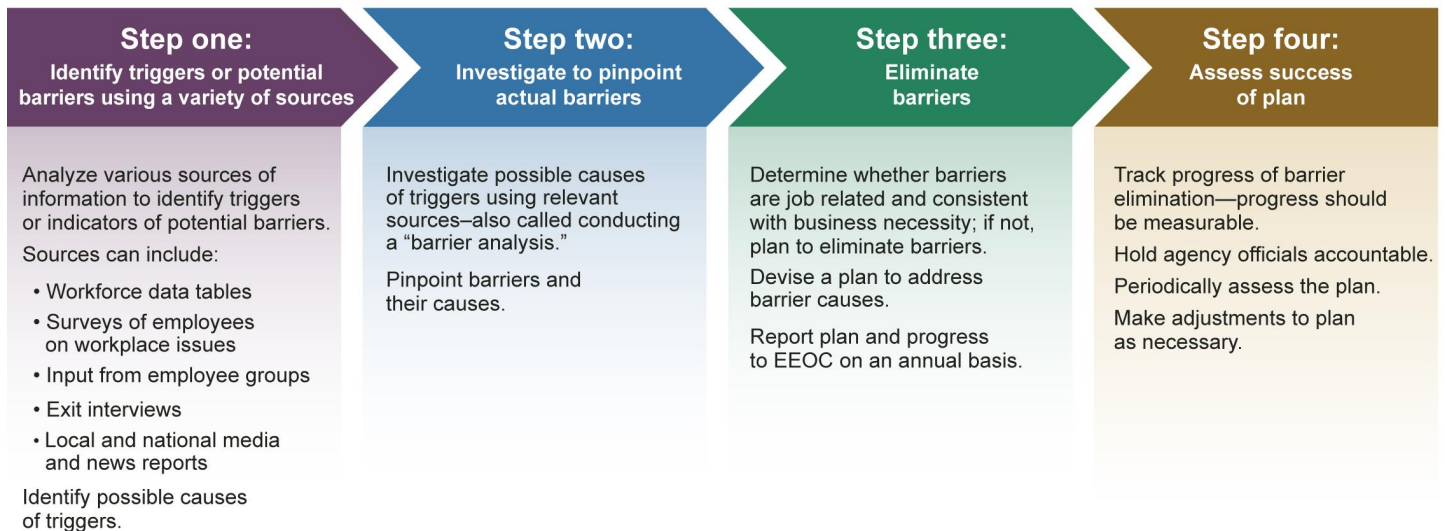 Step one:
Identify triggers or potential
barriers using a variety of sources
Analyze various sources of
information to identify triggers
or indicators of potential barriers.
Sources can include:
• Workforce data tables
• Surveys of employees
on workplace issues
• Input from employee groups
• Exit interviews
• Local and national media
and news reports
Identify possible causes
of triggers.
Step two:
Investigate to pinpoint
actual barriers
Investigate possible causes
of triggers using relevant
sources–also called conducting
a “barrier analysis.”
Pinpoint barriers and
their causes.
Step three:
Eliminate
barriers
Determine whether barriers
are job related and consistent
with business necessity; if not,
plan to eliminate barriers.
Devise a plan to address
barrier causes.
Report plan and progress
to EEOC on an annual basis.
Step four:
Assess success
of plan
Track progress of barrier
elimination—progress should
be measurable.
Hold agency officials accountable.
Periodically assess the plan.
Make adjustments to plan
as necessary.